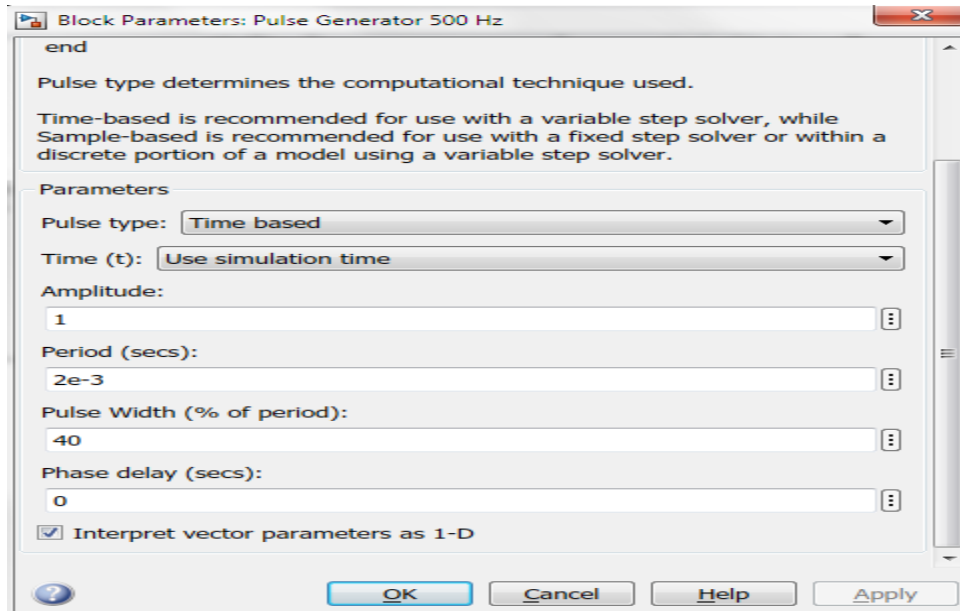 Block Parameters: Pulse Generator 500 Hz
end
Pulse type determines the computational technique used.
Time-based is recommended for use with a variable step solver, while
Sample-based is recommended for use with a fixed step solver or within a
discrete portion of a model using a variable step solver.
Parameters
Pulse type: Time based
Time (t): Use simulation time
Amplitude:
1
Period (secs):
2e-3
Pulse Width (% of period):
40
Phase delay (secs):
0
Interpret vector parameters as 1-D
OK Cancel Help Apply